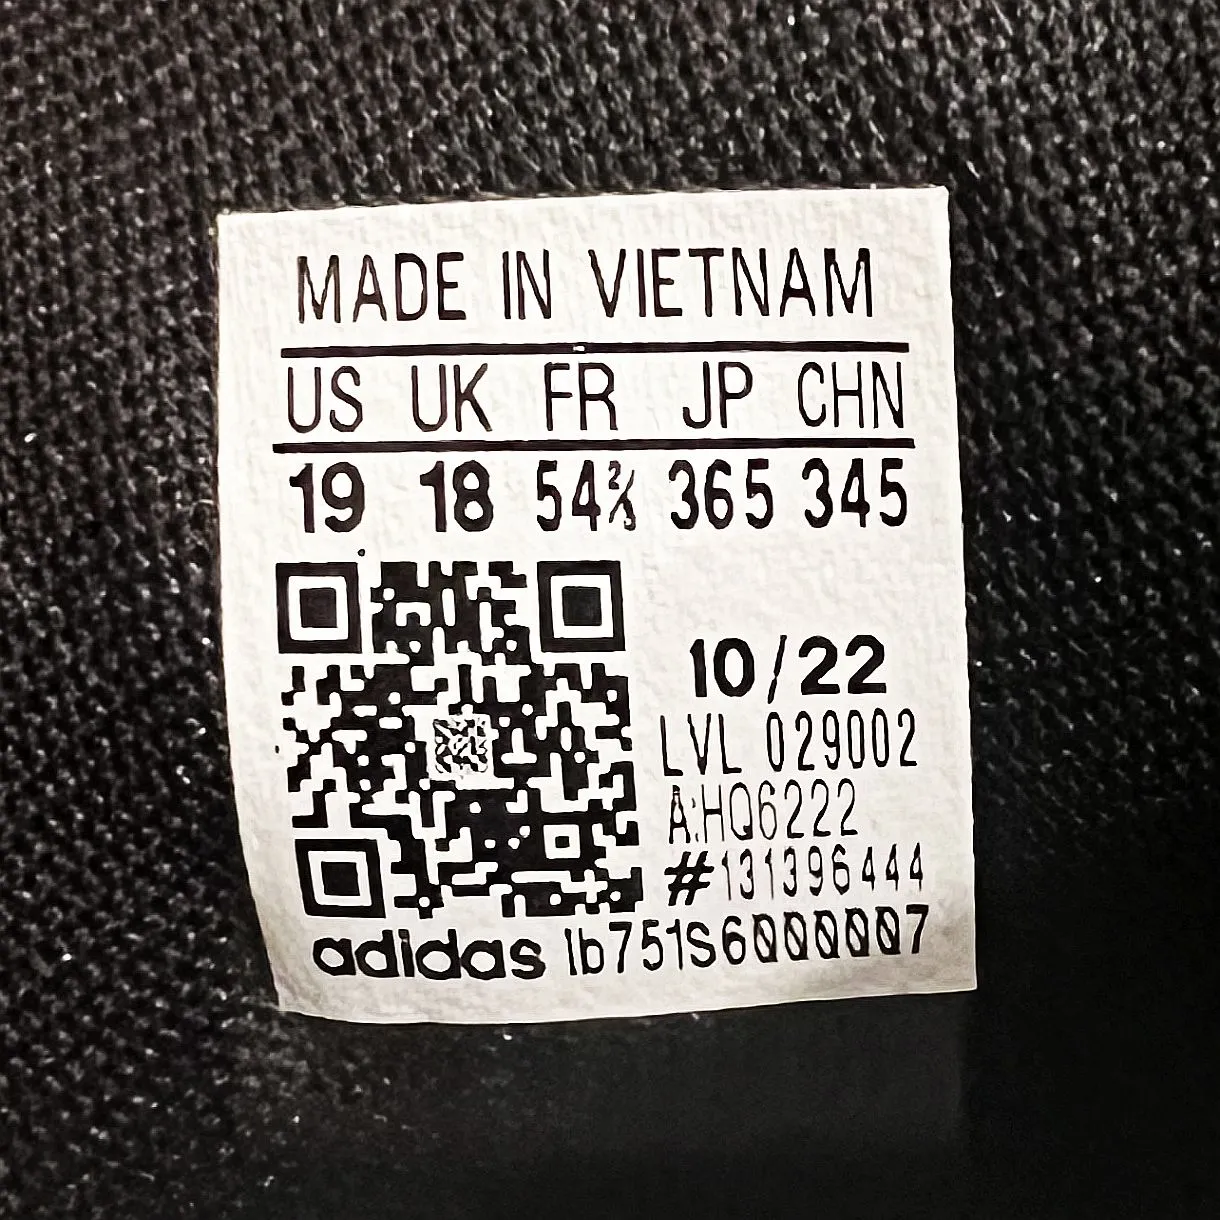 MADE IN VIETNAM
US UK FR JP CHN
19 18 54⅔ 365 345
10/22
LVL 029002
A:HQ6222
#131396444
adidas lb751S6000007